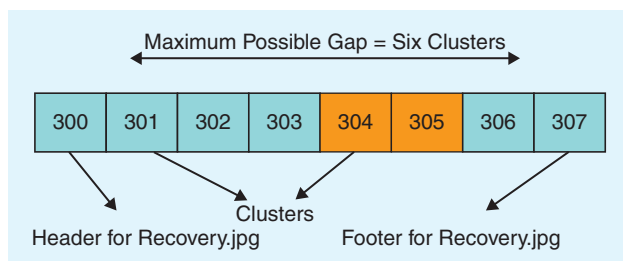 Maximum Possible Gap = Six Clusters
300 301 302 303 304 305 306 307
Clusters
Header for Recovery.jpg Footer for Recovery.jpg